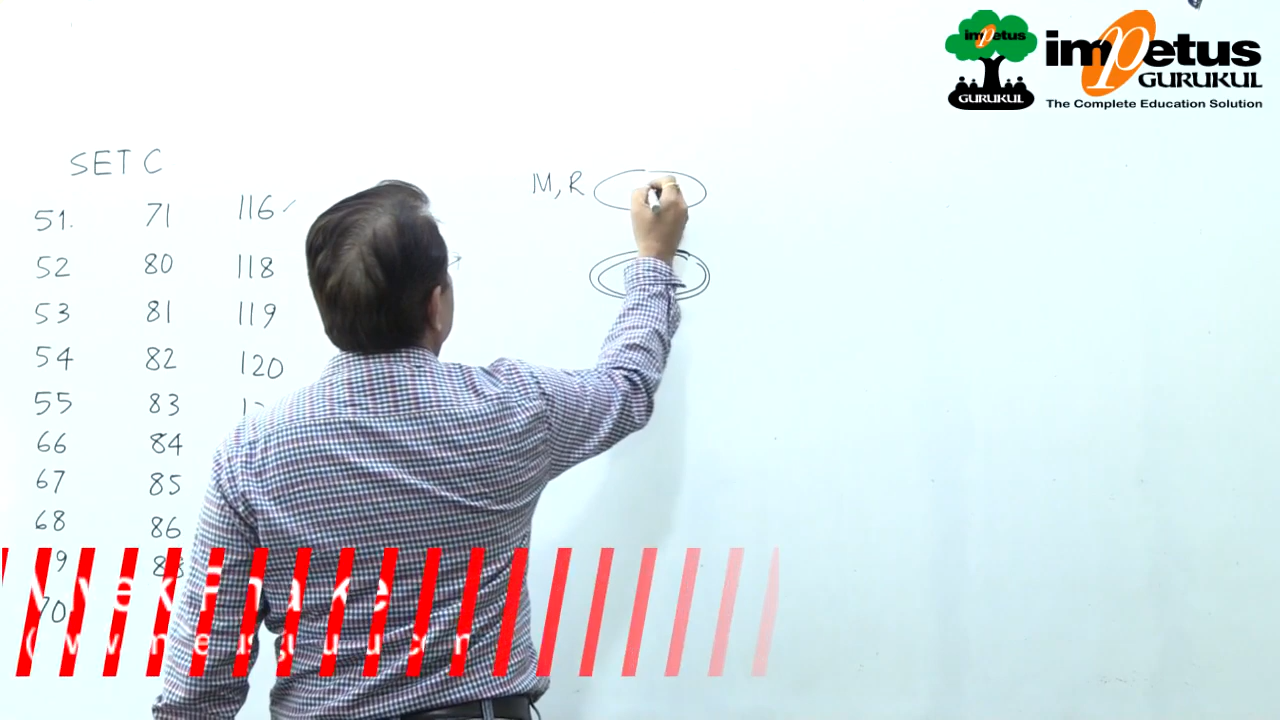 impetus
GURUKUL
impetus
GURUKUL
The Complete Education Solution
SET C
51. 71 116
52 80 118
53 81 119
54 82 120
55 83
66 84
67 85
68 86
70
M, R